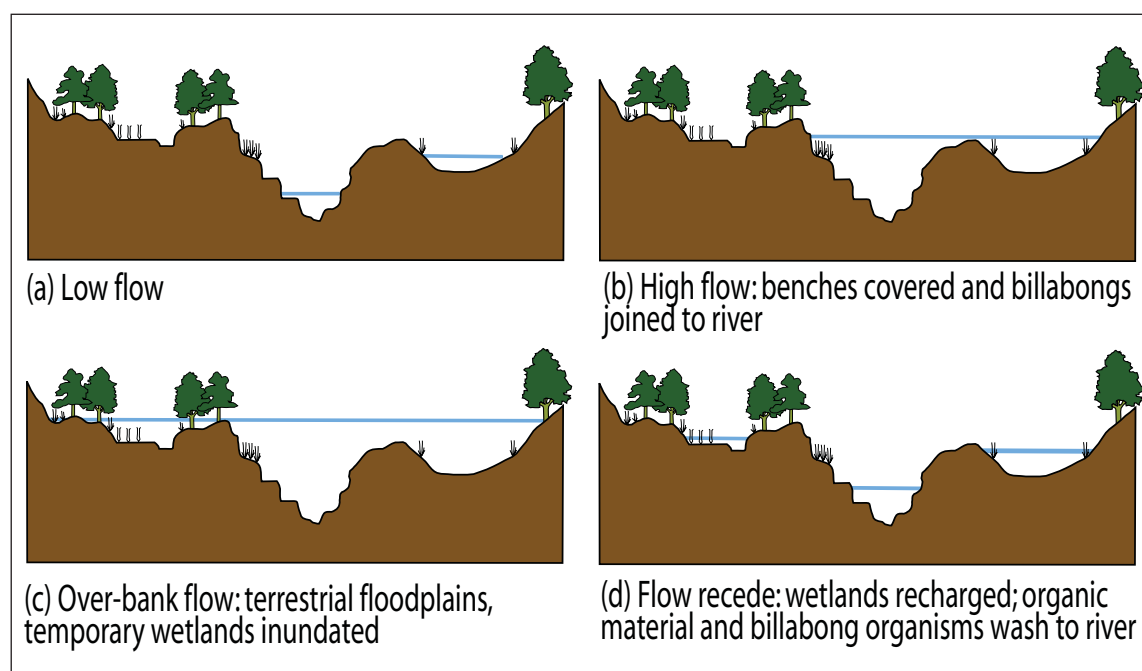 (a) Low flow
(b) High flow: benches covered and billabongs
joined to river
(c) Over-bank flow: terrestrial floodplains,
temporary wetlands inundated
(d) Flow recede: wetlands recharged; organic
material and billabong organisms wash to river